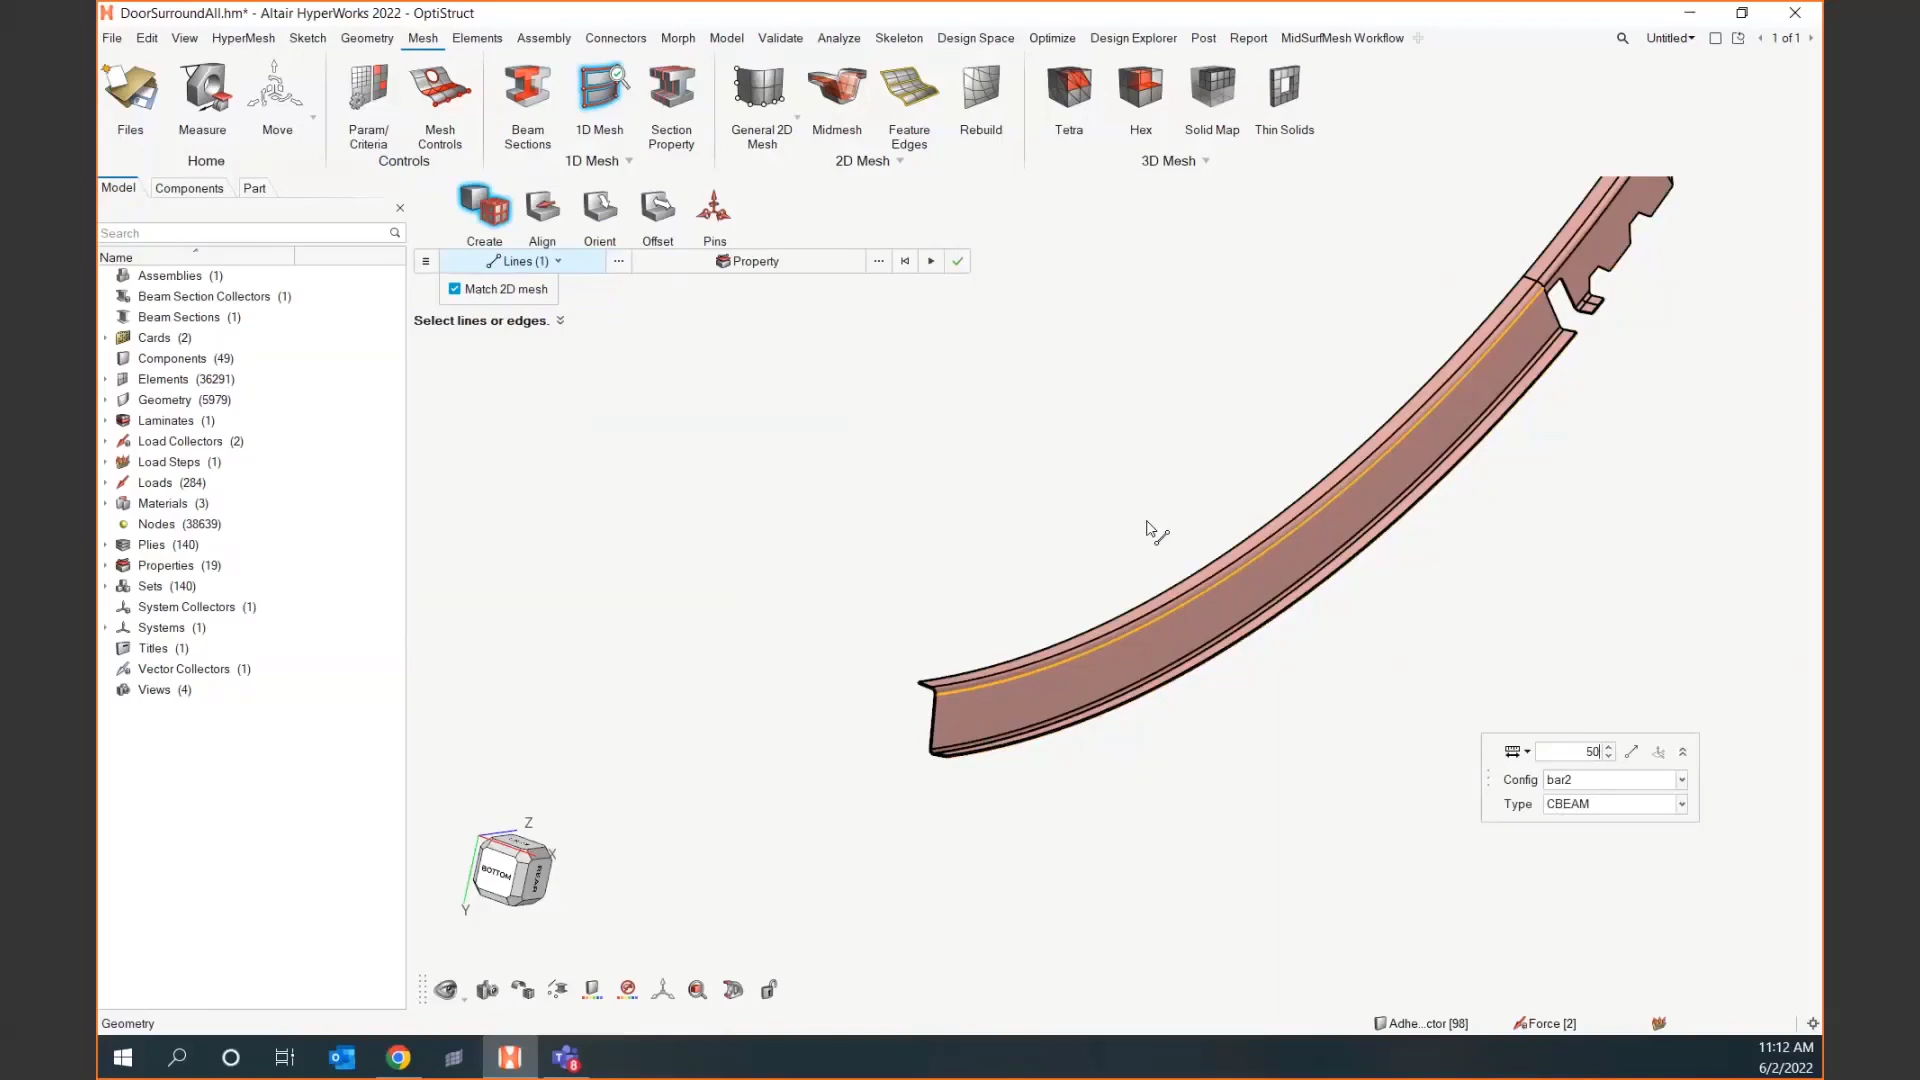 DoorSurroundAll.hm* - Altair HyperWorks 2022 - OptiStruct
File Edit View HyperMesh Sketch Geometry Mesh Elements Assembly Connectors Morph Model Validate Analyze Skeleton Design Space Optimize Design Explorer Post Report MidSurfMesh Workflow Untitled 1 of 1
Files Measure Move Param/ Criteria Mesh Controls Beam Sections 1D Mesh Section Property General 2D Mesh Midmesh Feature Edges Rebuild Tetra Hex Solid Map Thin Solids
Home Controls 1D Mesh 2D Mesh 3D Mesh
Model Components Part
Create Align Orient Offset Pins
Search
Lines (1) ... Property ...
Match 2D mesh
Select lines or edges.
Name
Assemblies (1)
Beam Section Collectors (1)
Beam Sections (1)
Cards (2)
Components (49)
Elements (36291)
Geometry (5979)
Laminates (1)
Load Collectors (2)
Load Steps (1)
Loads (284)
Materials (3)
Nodes (38639)
Plies (140)
Properties (19)
Sets (140)
System Collectors (1)
Systems (1)
Titles (1)
Vector Collectors (1)
Views (4)
50
Config bar2
Type CBEAM
Z
X
BOTTOM
REAR
Y
Geometry
Adhe...ctor [98] Force [2]
8
11:12 AM
6/2/2022